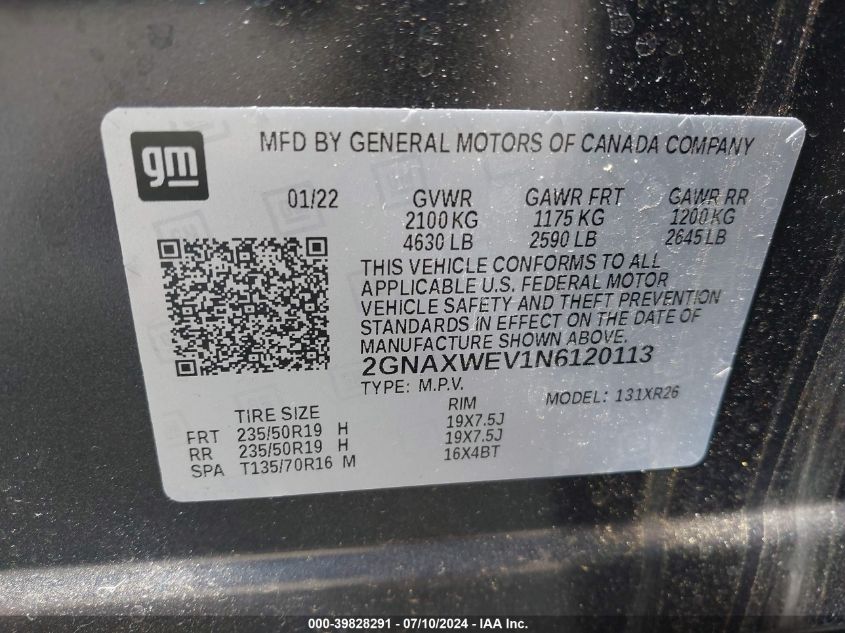 gm
MFD BY GENERAL MOTORS OF CANADA COMPANY
01/22 GVWR GAWR FRT GAWR RR
2100 KG 1175 KG 1200 KG
4630 LB 2590 LB 2645 LB
THIS VEHICLE CONFORMS TO ALL
APPLICABLE U.S. FEDERAL MOTOR
VEHICLE SAFETY AND THEFT PREVENTION
STANDARDS IN EFFECT ON THE DATE OF
MANUFACTURE SHOWN ABOVE.
2GNAXWEV1N6120113
TYPE: M.P.V. MODEL: 131XR26
TIRE SIZE RIM
FRT 235/50R19 H 19X7.5J
RR 235/50R19 H 19X7.5J
SPA T135/70R16 M 16X4BT
000-39828291 - 07/10/2024 - IAA Inc.